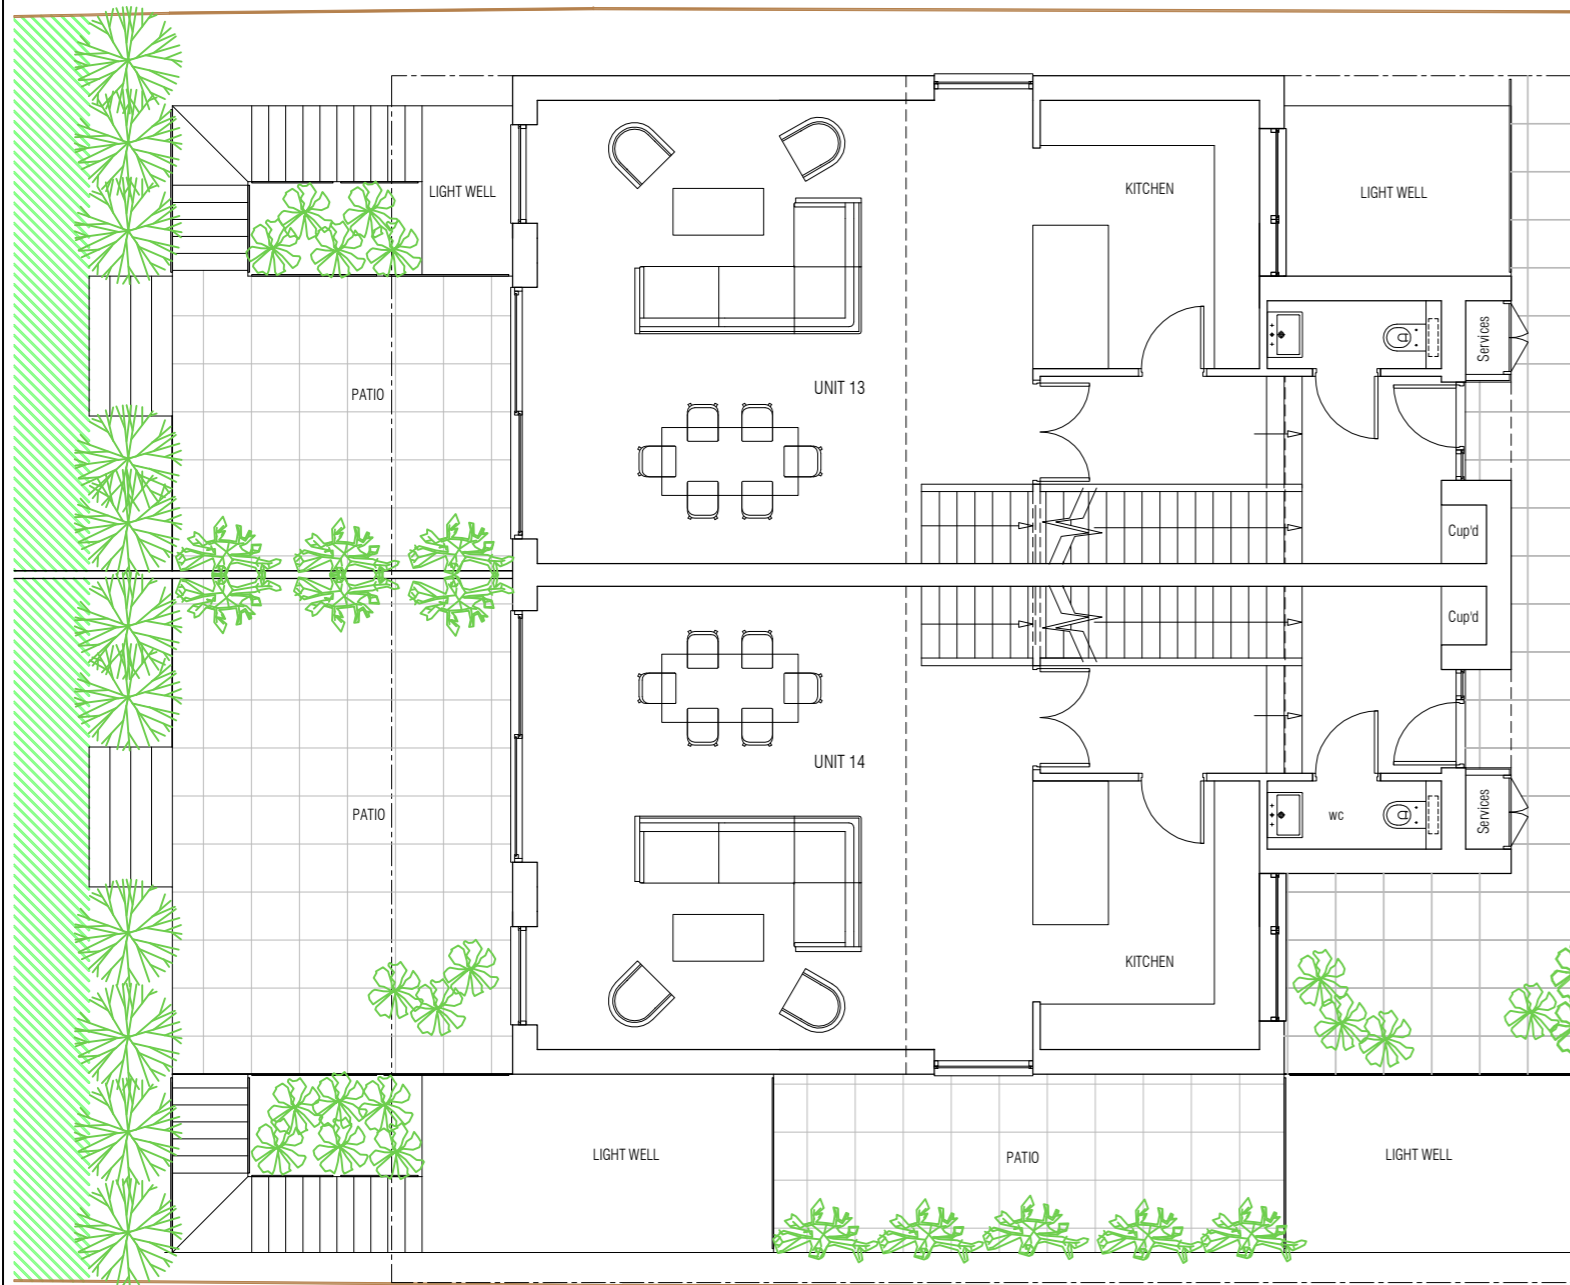 KITCHEN
LIGHT WELL
LIGHT WELL
Services
UNIT 13
PATIO
Cup'd
Cup'd
UNIT 14
Services
PATIO
WC
KITCHEN
LIGHT WELL
PATIO
LIGHT WELL